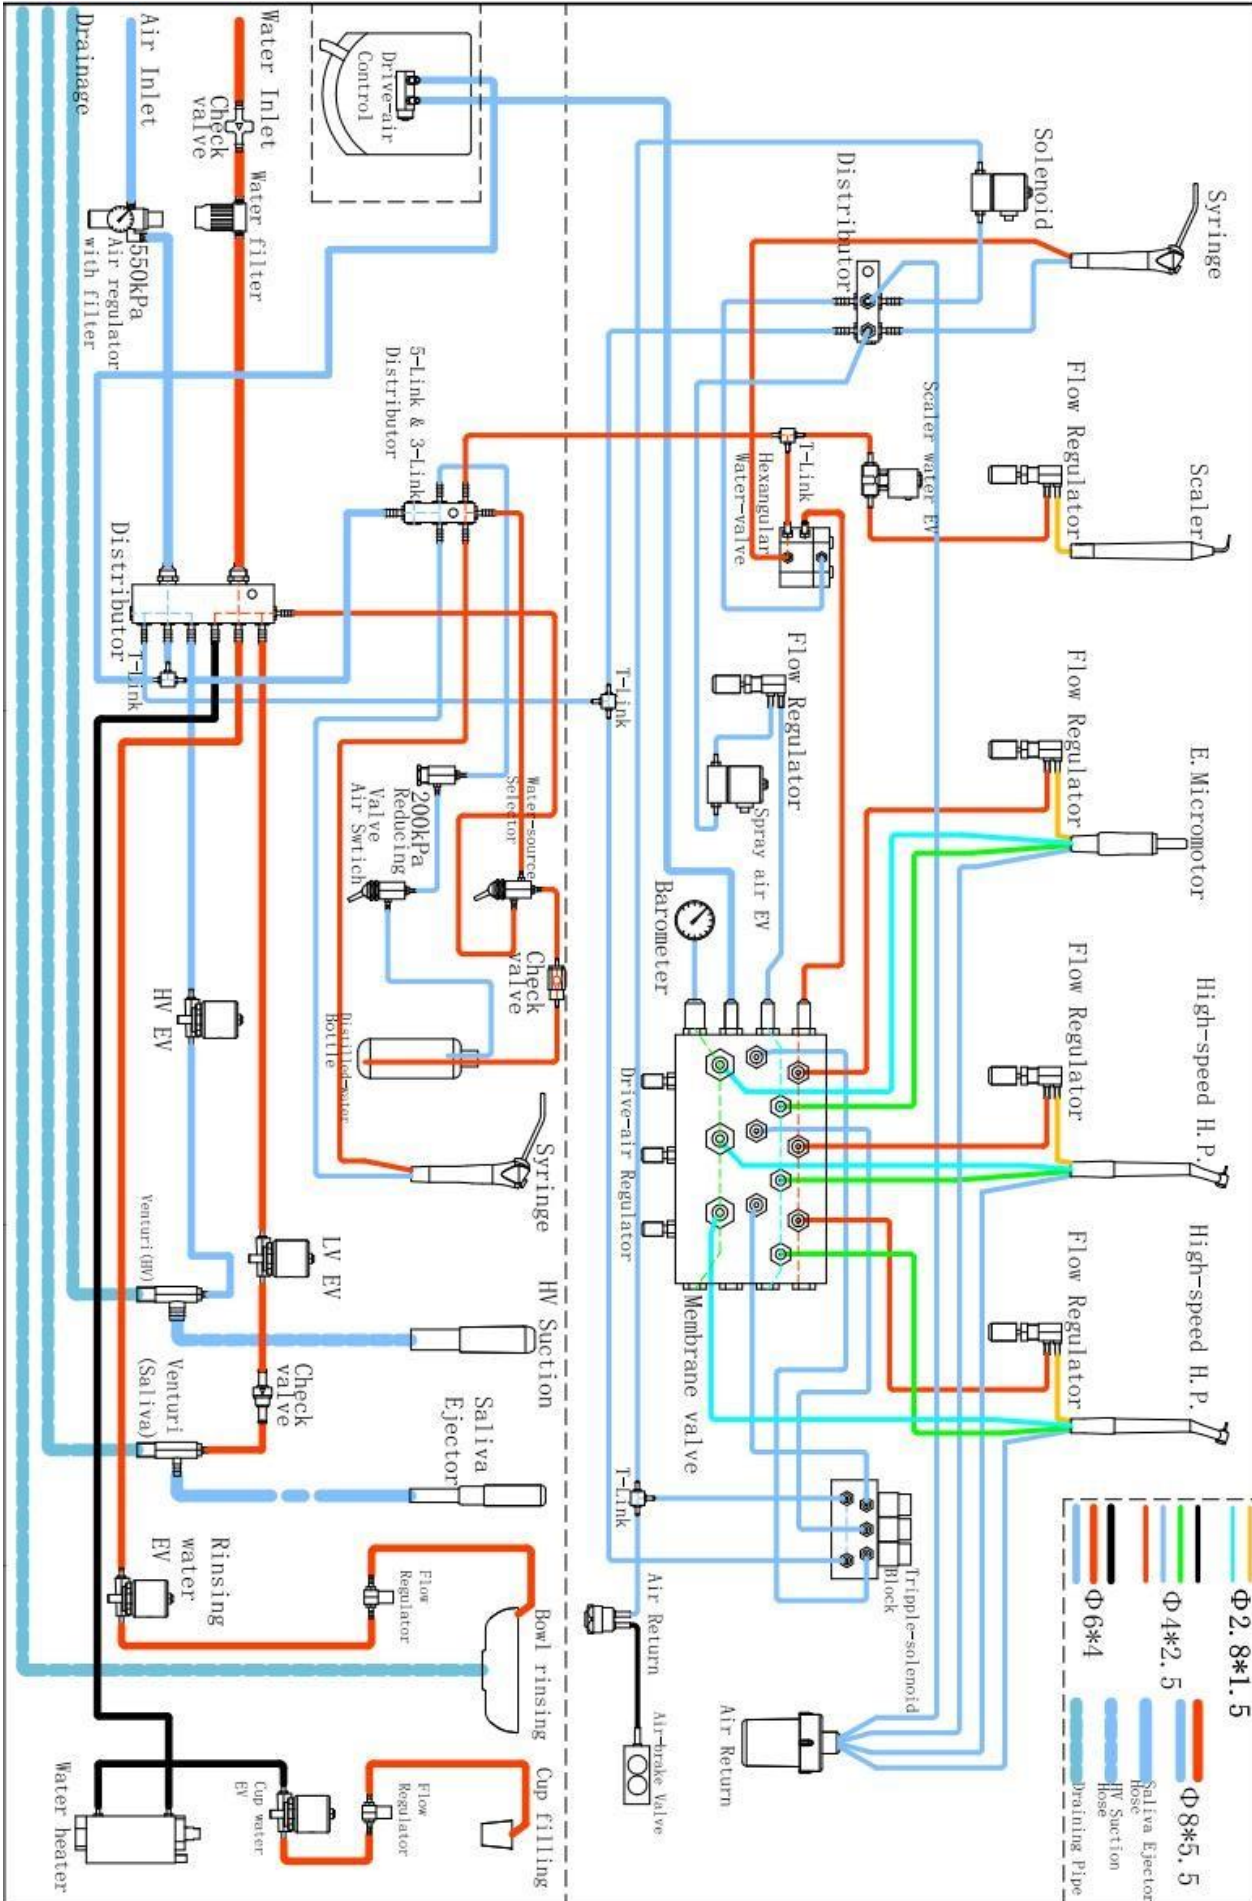 Syringe
Scaler
E.Micromotor
High-speed H.P.
High-speed H.P.
Φ2.8*1.5
Φ4*2.5
Φ6*4
Φ8*5.5
Saliva Ejector
Hose
HV Suction
Hose
Draining Pipe
Solenoid
Flow Regulator
Flow Regulator
Flow Regulator
Flow Regulator
Distributor
Scaler water EV
T-Link
Hexangular
Water-valve
Flow Regulator
Spray air EV
Barometer
Drive-air Regulator
Membrane valve
Tripple-solenoid
Block
Air Return
T-Link
T-Link
Air Return
Air-brake Valve
Drive-air
Control
5-Link & 3-Link
Distributor
Water-source
Selector
200kPa
Reducing
Valve
Air Swtich
Check
valve
Distilled-water
Bottle
Syringe
HV Suction
Saliva
Ejector
Bowl rinsing
Cup filling
Flow
Regulator
Flow
Regulator
Water Inlet
Check
valve
Water filter
Air Inlet
550kPa
Air regulator
with filter
Drainage
Distributor
T-Link
HV EV
LV EV
Venturi(HV)
Check
valve
Venturi
(Saliva)
Rinsing
water
EV
Cup water
EV
Water heater